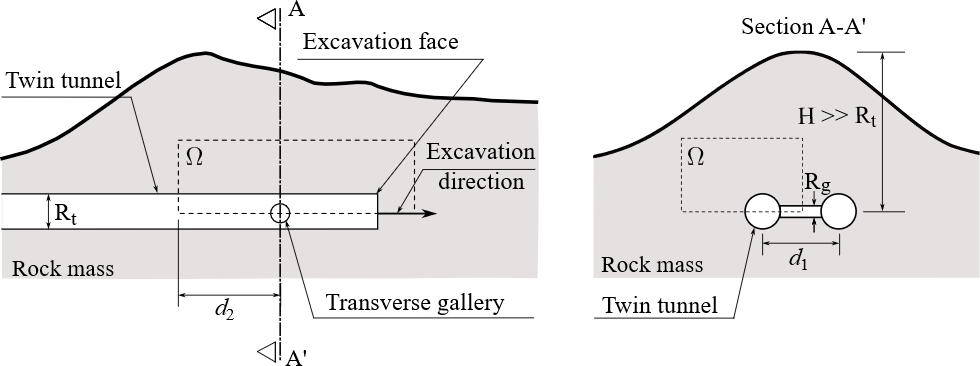 A
Section A-A'
Excavation face
Twin tunnel
H >> Rt
Ω
Excavation
direction
Ω
Rg
Rt
Rock mass
d1
Rock mass
d2
Transverse gallery
Twin tunnel
A'